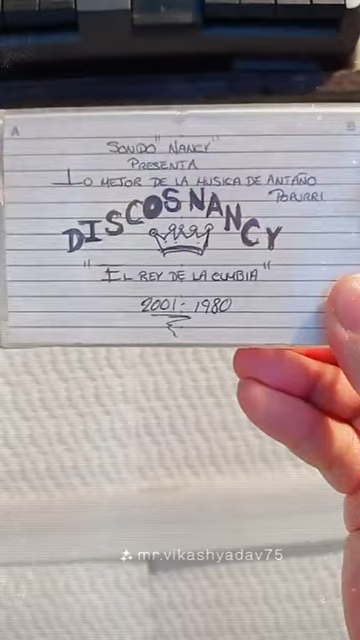 A B
SONIDO "NANCY"
PRESENTA
LO MEJOR DE LA MUSICA DE ANTAÑO
POPURRI
DISCOS NANCY
"EL REY DE LA CUMBIA"
2001: 1980
mr.vikashyadav75